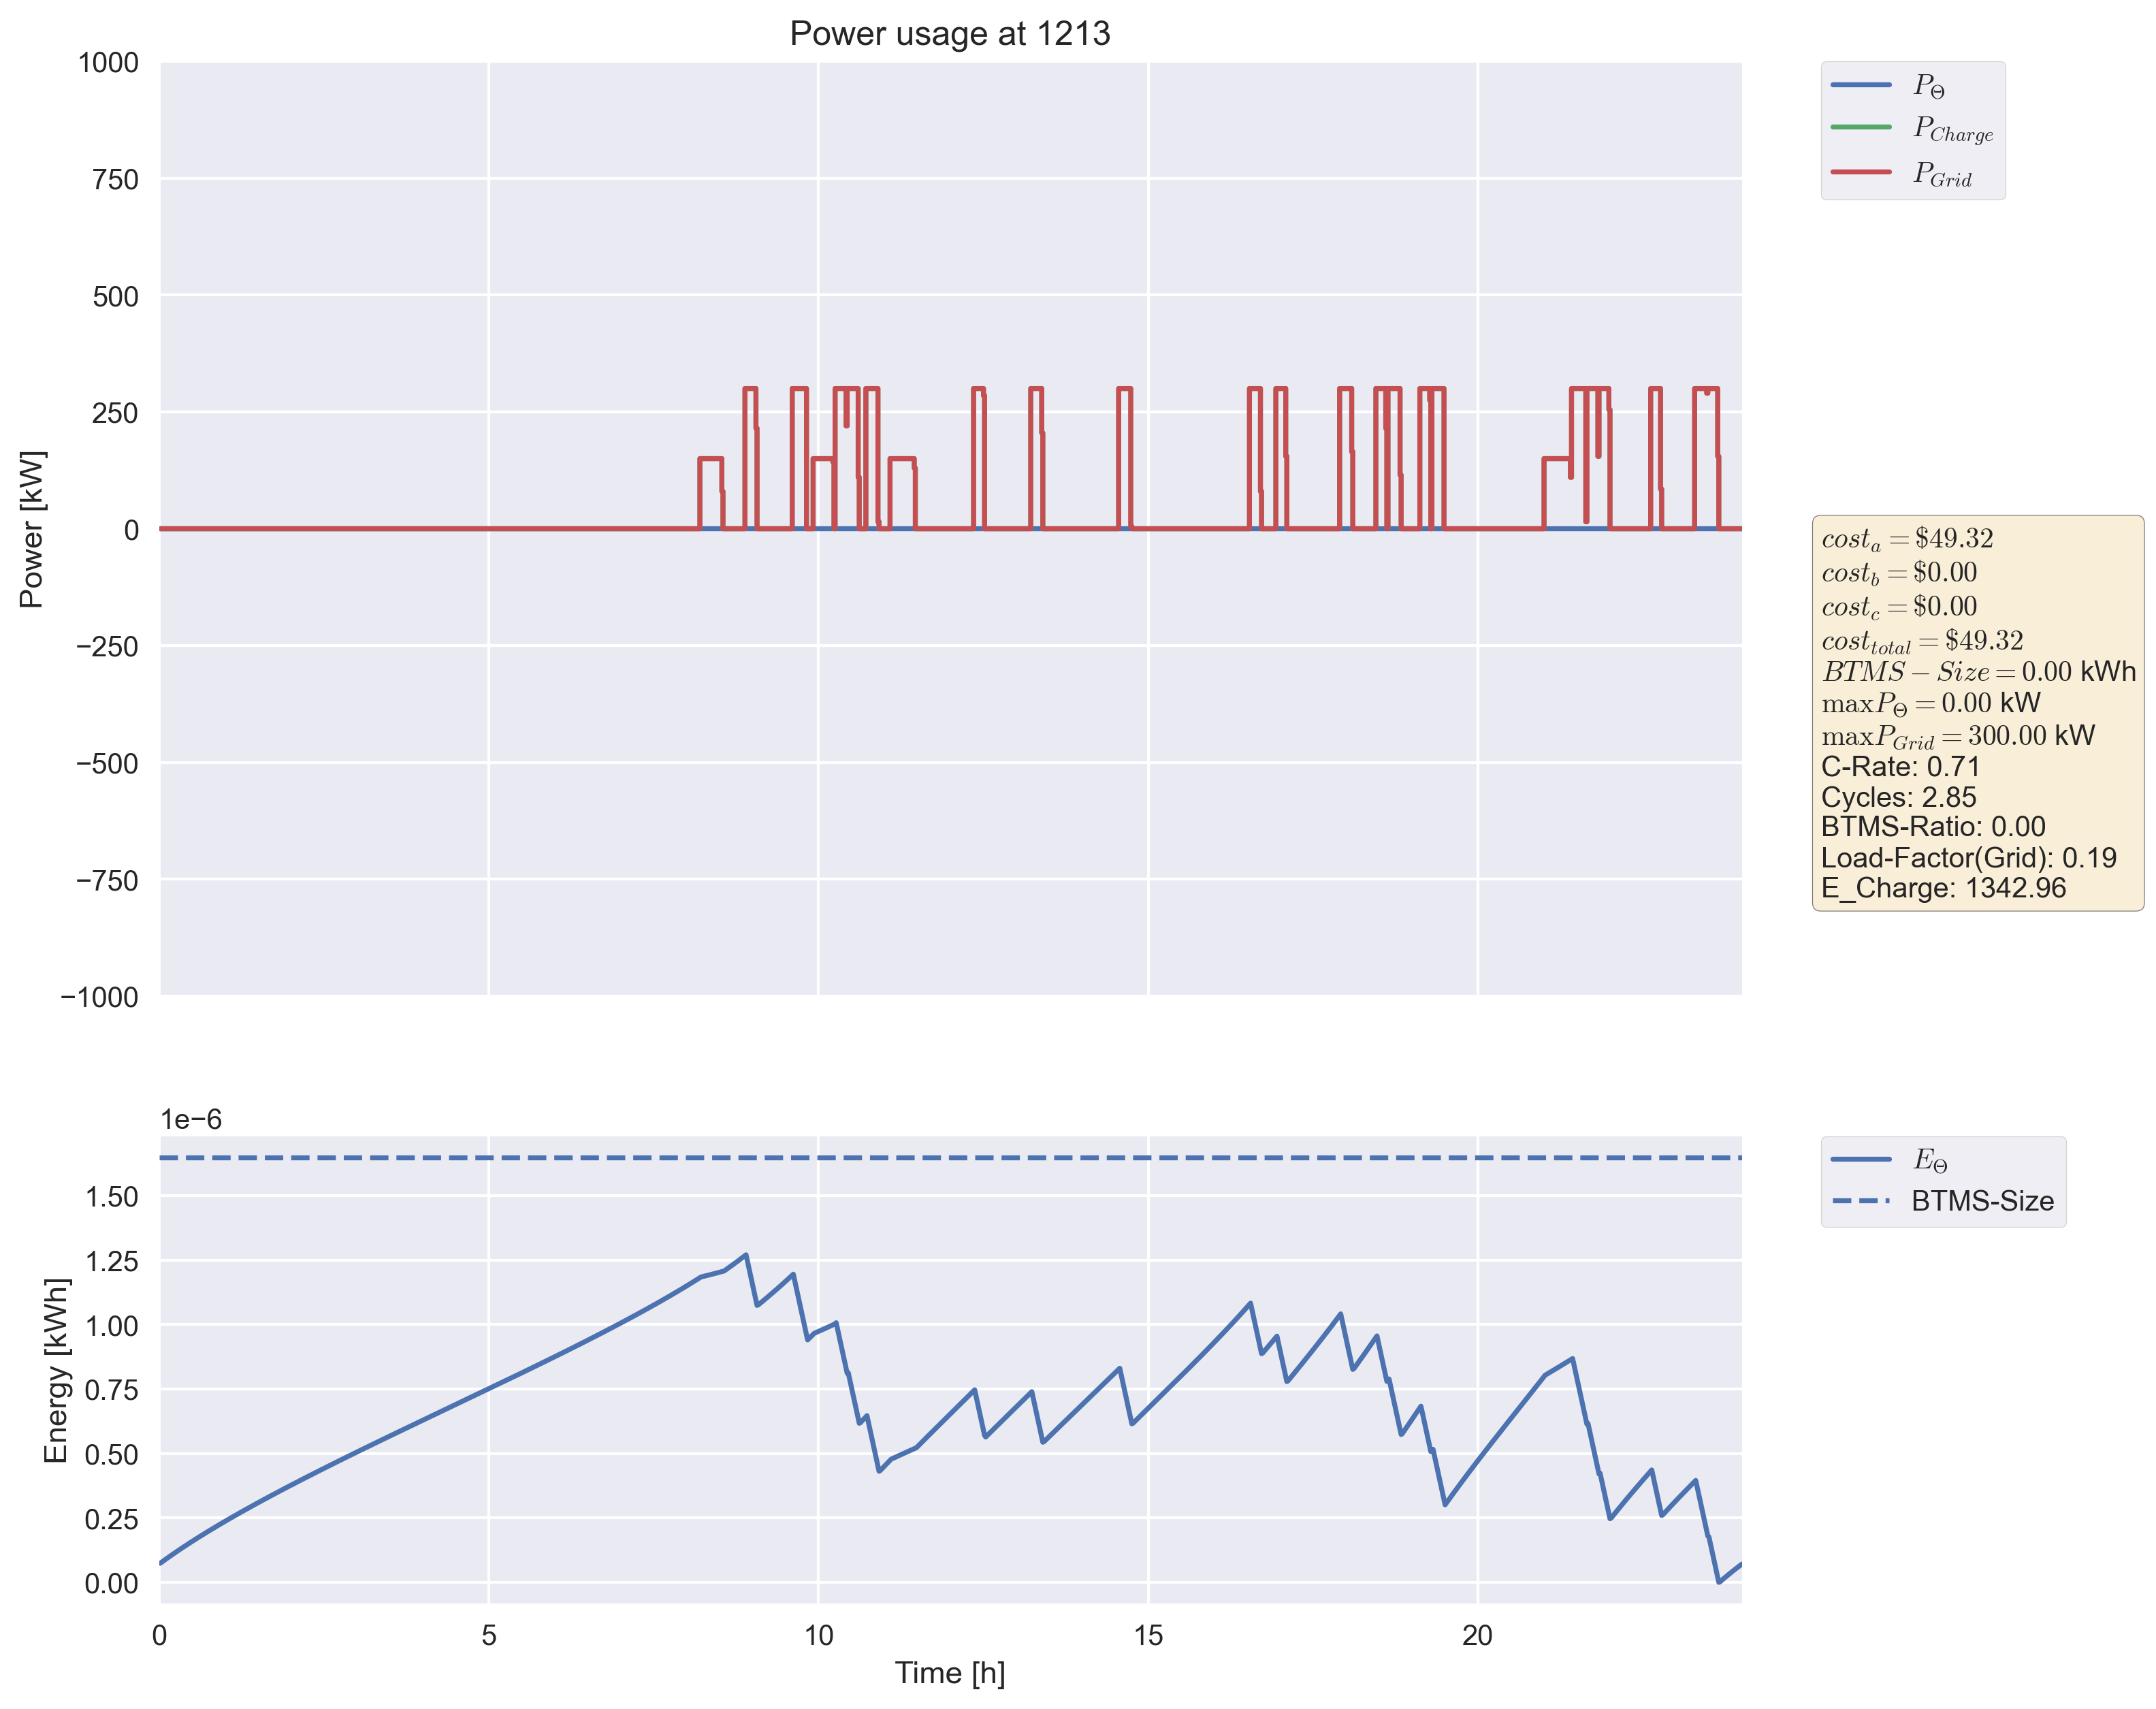 Power usage at 1213
1000
750
500
250
0
−250
−500
−750
−1000
Power [kW]
P_Θ
P_Charge
P_Grid
cost_a = $49.32
cost_b = $0.00
cost_c = $0.00
cost_total = $49.32
BTMS − Size = 0.00 kWh
maxP_Θ = 0.00 kW
maxP_Grid = 300.00 kW
C-Rate: 0.71
Cycles: 2.85
BTMS-Ratio: 0.00
Load-Factor(Grid): 0.19
E_Charge: 1342.96
1e−6
1.50
1.25
1.00
0.75
0.50
0.25
0.00
Energy [kWh]
0 5 10 15 20
Time [h]
E_Θ
BTMS-Size